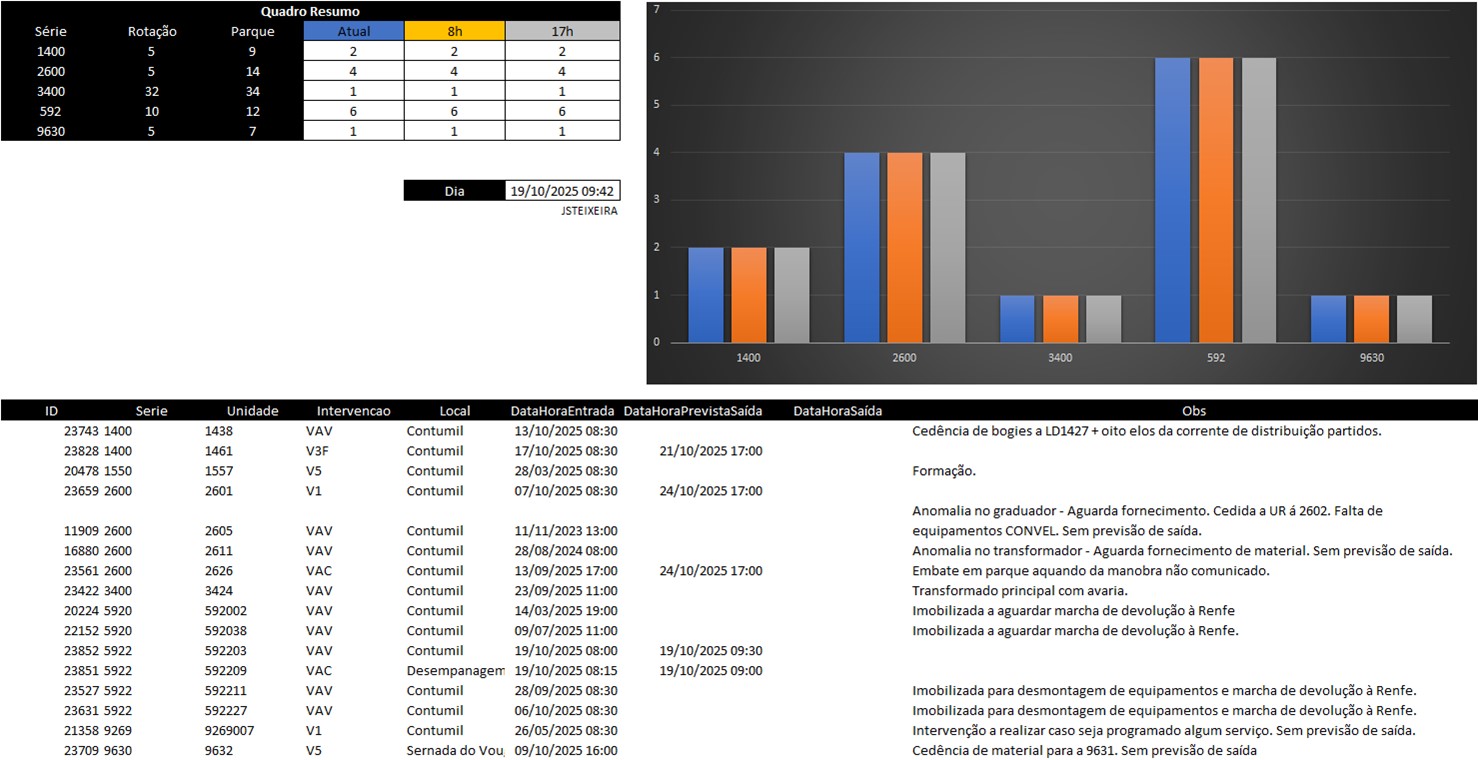 Quadro Resumo
Série Rotação Parque Atual 8h 17h
1400 5 9 2 2 2
2600 5 14 4 4 4
3400 32 34 1 1 1
592 10 12 6 6 6
9630 5 7 1 1 1
Dia 19/10/2025 09:42
JSTEIXEIRA
7
6
5
4
3
2
1
0
1400 2600 3400 592 9630
ID Serie Unidade Intervencao Local DataHoraEntrada DataHoraPrevistaSaída DataHoraSaída Obs
23743 1400 1438 VAV Contumil 13/10/2025 08:30 Cedência de bogies a LD1427 + oito elos da corrente de distribuição partidos.
23828 1400 1461 V3F Contumil 17/10/2025 08:30 21/10/2025 17:00
20478 1550 1557 V5 Contumil 28/03/2025 08:30 Formação.
23659 2600 2601 V1 Contumil 07/10/2025 08:30 24/10/2025 17:00
Anomalia no graduador - Aguarda fornecimento. Cedida a UR á 2602. Falta de
11909 2600 2605 VAV Contumil 11/11/2023 13:00 equipamentos CONVEL. Sem previsão de saída.
16880 2600 2611 VAV Contumil 28/08/2024 08:00 Anomalia no transformador - Aguarda fornecimento de material. Sem previsão de saída.
23561 2600 2626 VAC Contumil 13/09/2025 17:00 24/10/2025 17:00 Embate em parque aquando da manobra não comunicado.
23422 3400 3424 VAV Contumil 23/09/2025 11:00 Transformado principal com avaria.
20224 5920 592002 VAV Contumil 14/03/2025 19:00 Imobilizada a aguardar marcha de devolução à Renfe
22152 5920 592038 VAV Contumil 09/07/2025 11:00 Imobilizada a aguardar marcha de devolução à Renfe.
23852 5922 592203 VAV Contumil 19/10/2025 08:00 19/10/2025 09:30
23851 5922 592209 VAC Desempanagem 19/10/2025 08:15 19/10/2025 09:00
23527 5922 592211 VAV Contumil 28/09/2025 08:30 Imobilizada para desmontagem de equipamentos e marcha de devolução à Renfe.
23631 5922 592227 VAV Contumil 06/10/2025 08:30 Imobilizada para desmontagem de equipamentos e marcha de devolução à Renfe.
21358 9269 9269007 V1 Contumil 26/05/2025 08:30 Intervenção a realizar caso seja programado algum serviço. Sem previsão de saída.
23709 9630 9632 V5 Sernada do Vou 09/10/2025 16:00 Cedência de material para a 9631. Sem previsão de saída